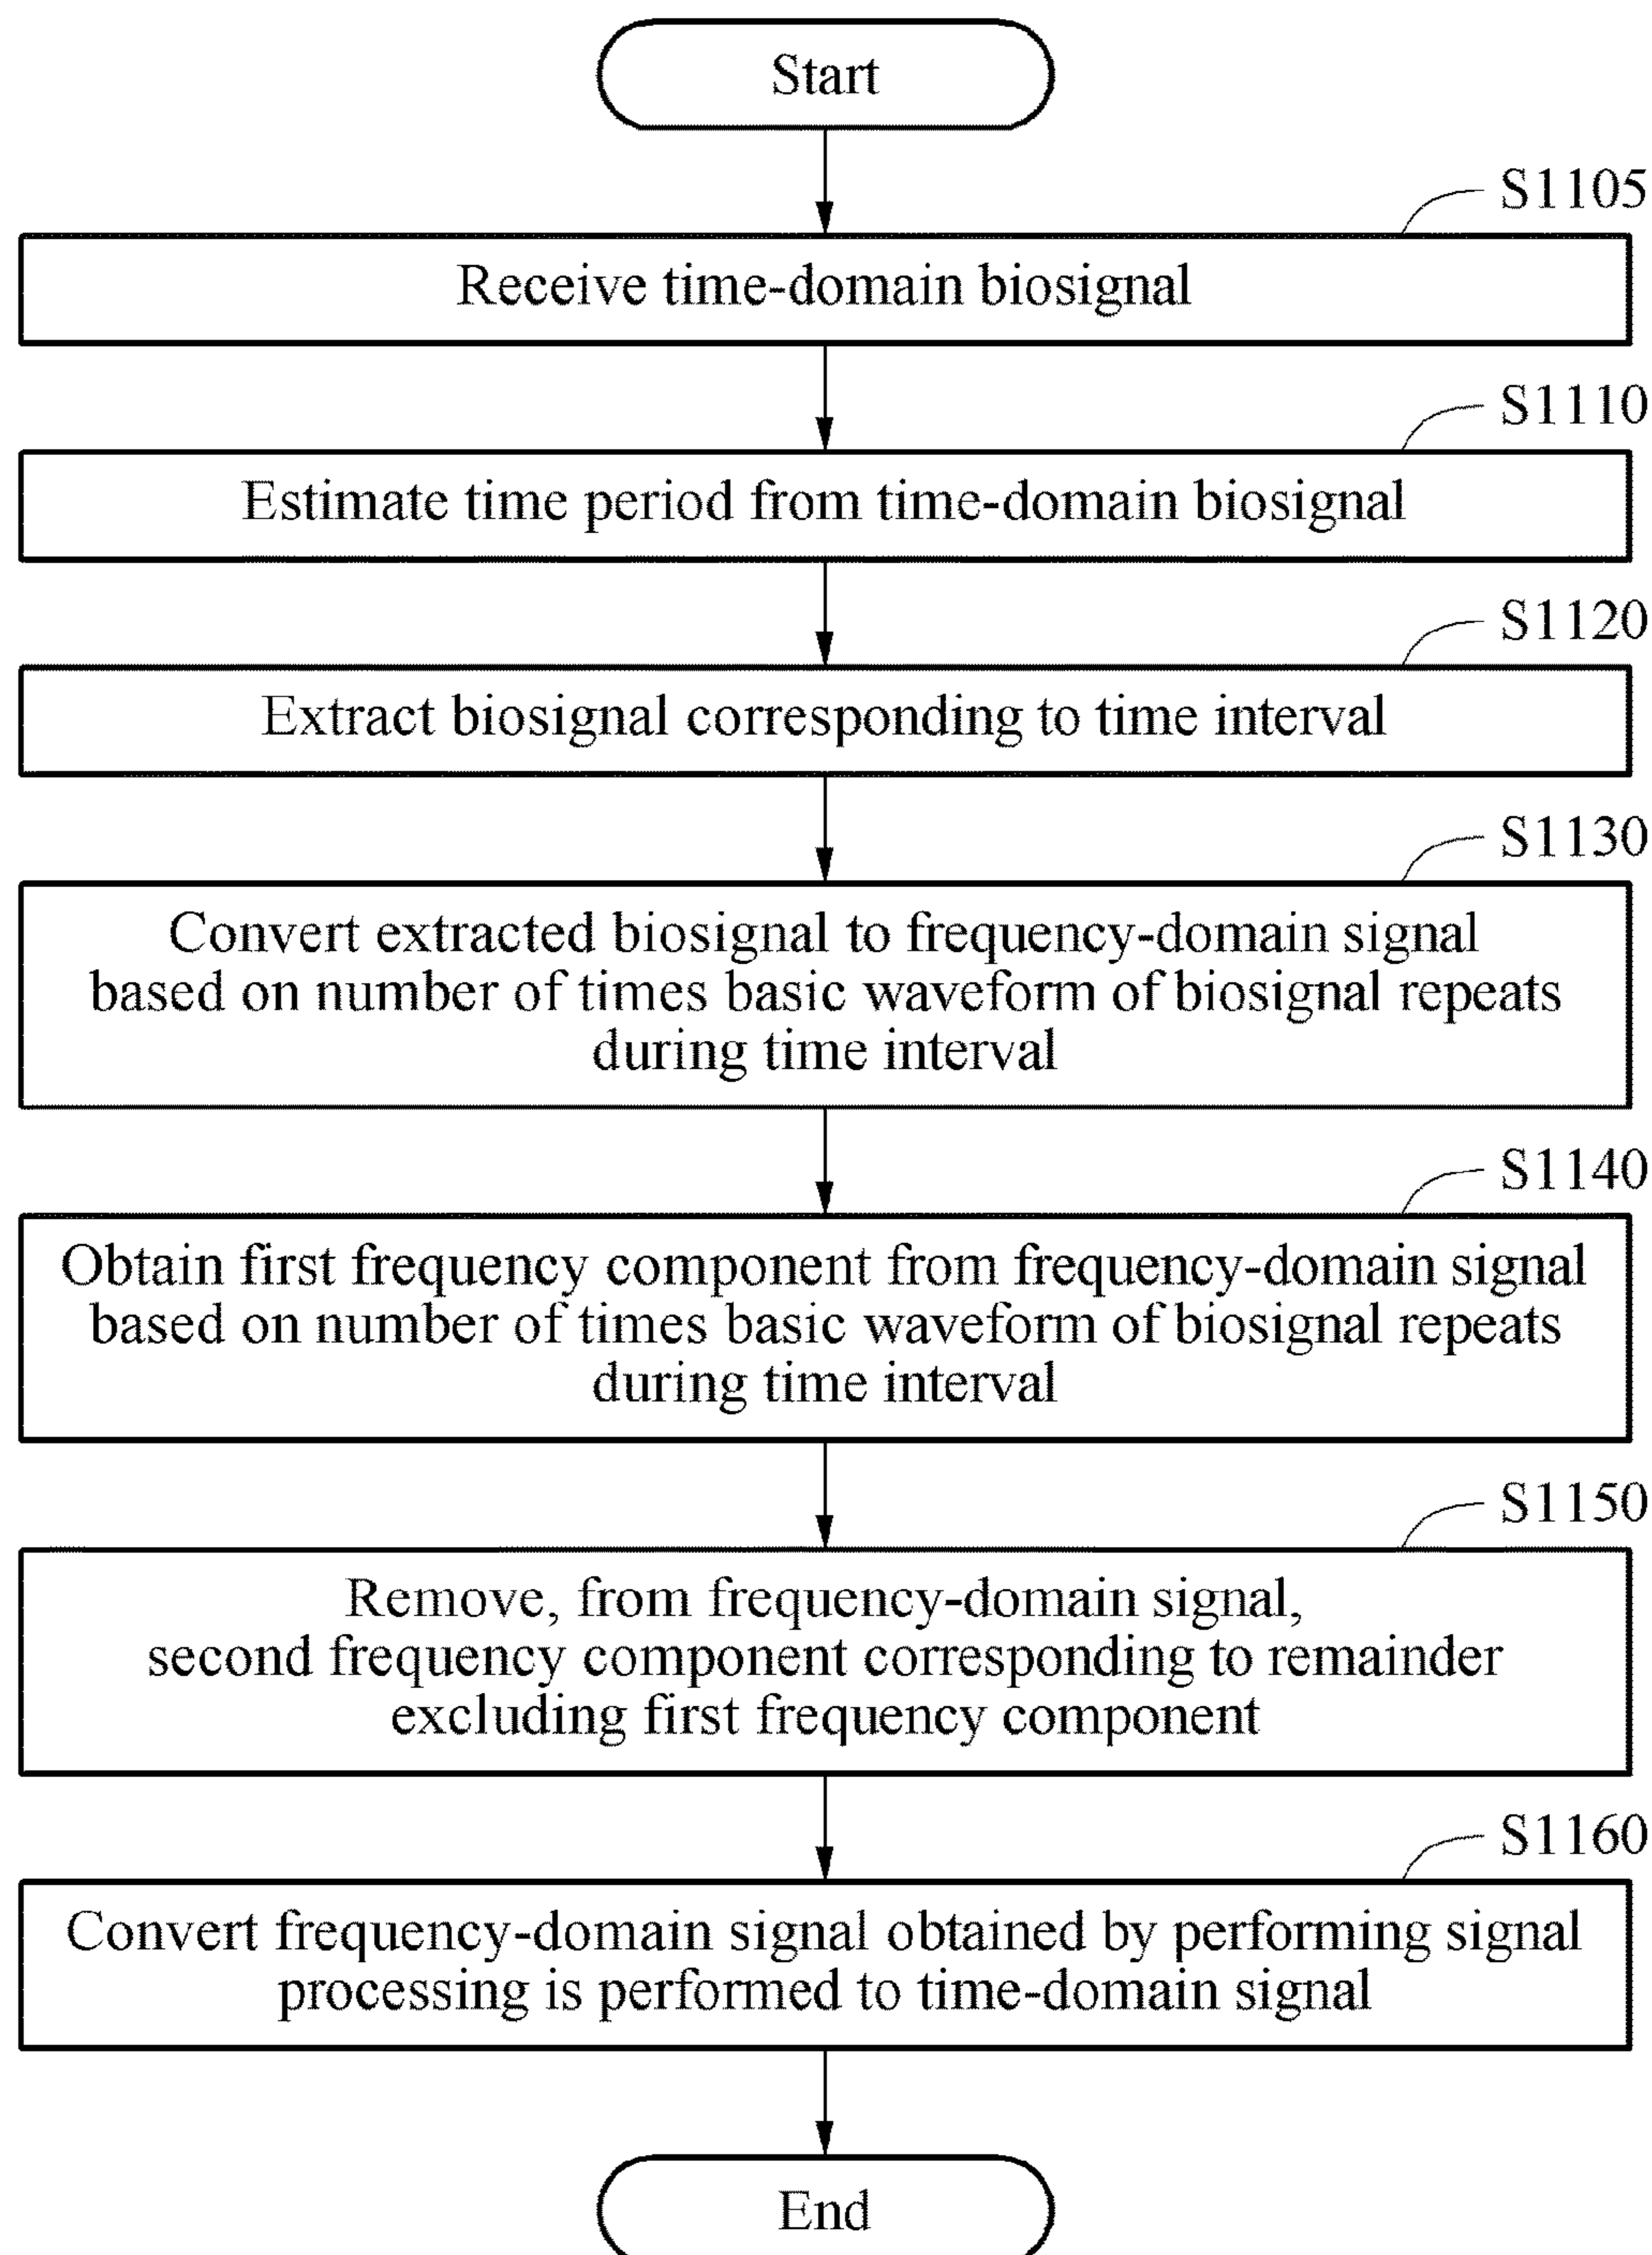 Start
S1105
Receive time-domain biosignal
S1110
Estimate time period from time-domain biosignal
S1120
Extract biosignal corresponding to time interval
S1130
Convert extracted biosignal to frequency-domain signal
based on number of times basic waveform of biosignal repeats
during time interval
S1140
Obtain first frequency component from frequency-domain signal
based on number of times basic waveform of biosignal repeats
during time interval
S1150
Remove, from frequency-domain signal,
second frequency component corresponding to remainder
excluding first frequency component
S1160
Convert frequency-domain signal obtained by performing signal
processing is performed to time-domain signal
End